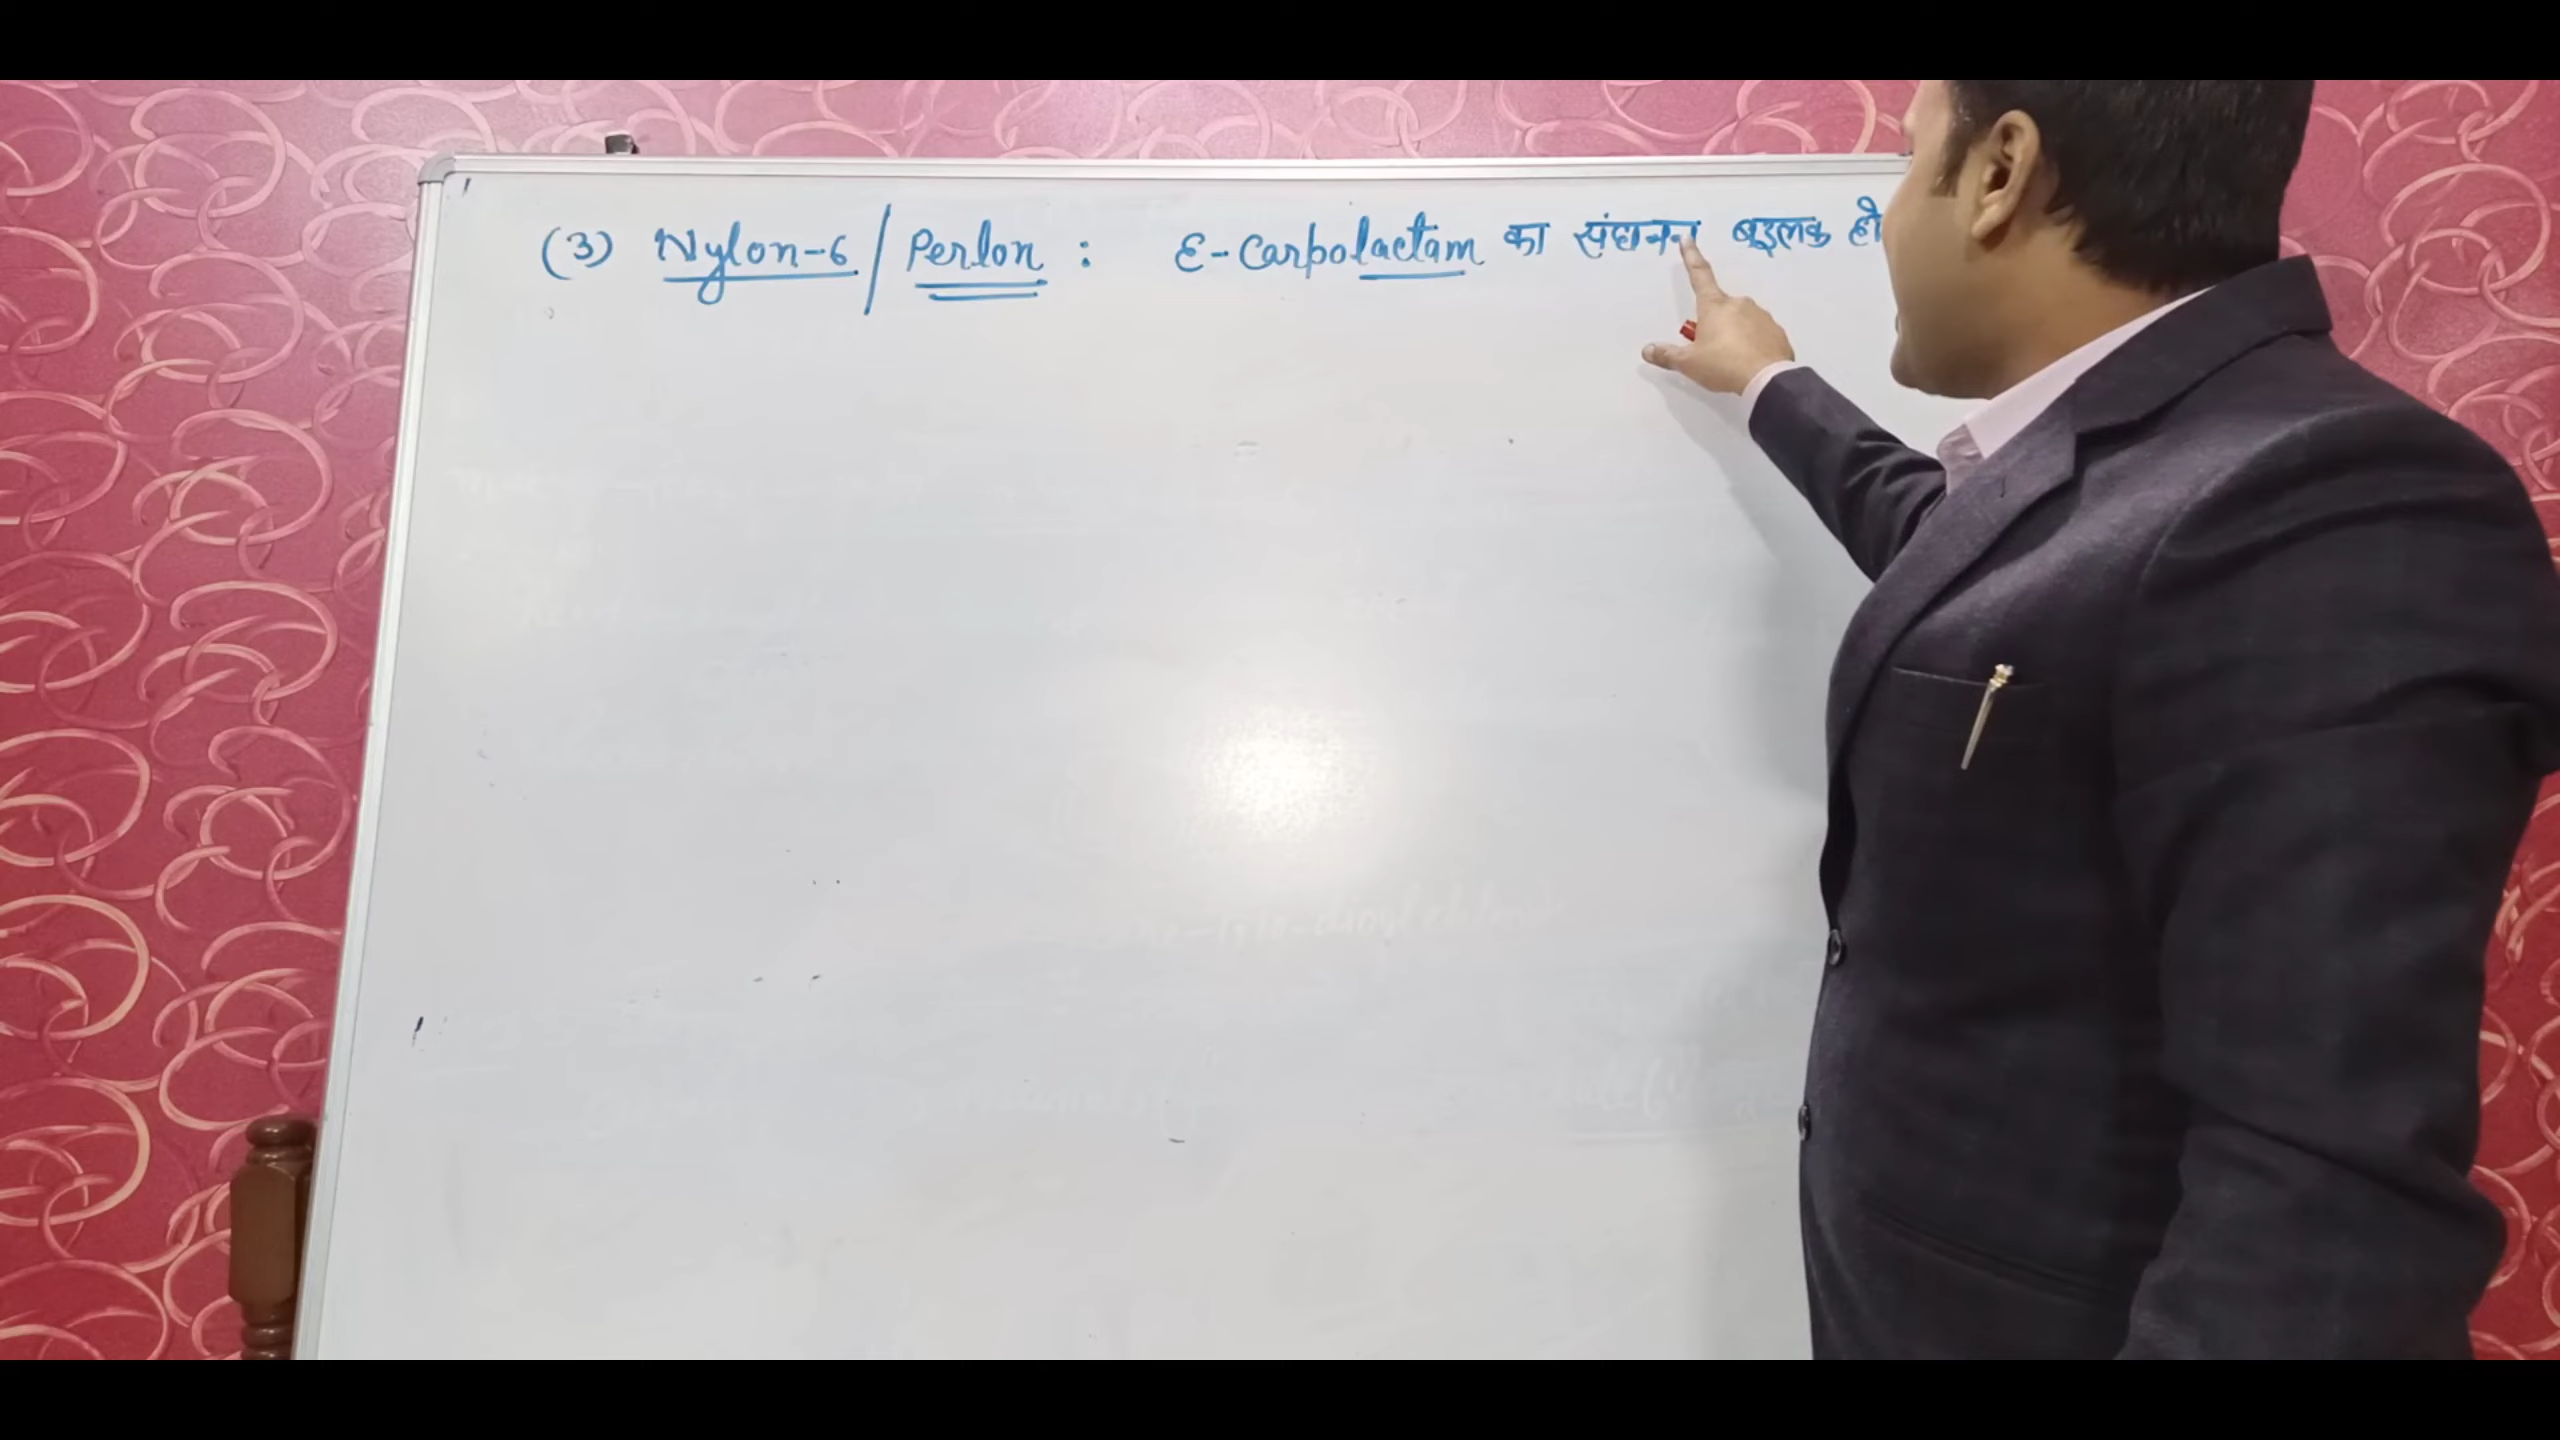 (3) Nylon-6 / Perlon : ε-Carpolactam का संघनन बहुलक हो